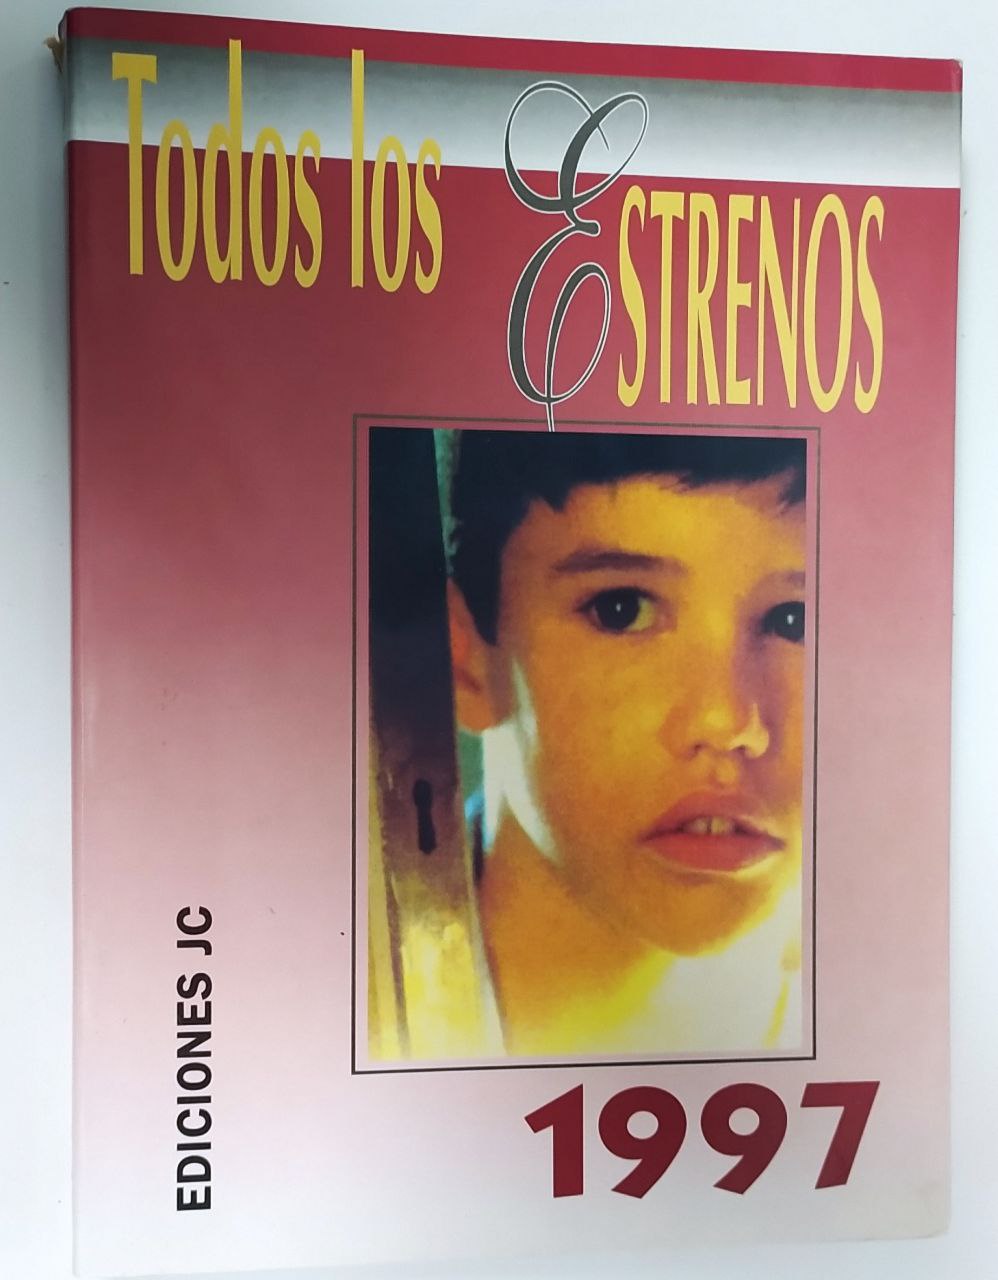 Todos los ESTRENOS
EDICIONES JC
1997